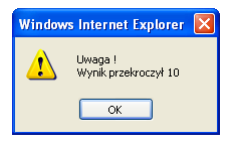 Windows Internet Explorer
Uwaga !
Wynik przekroczył 10
OK